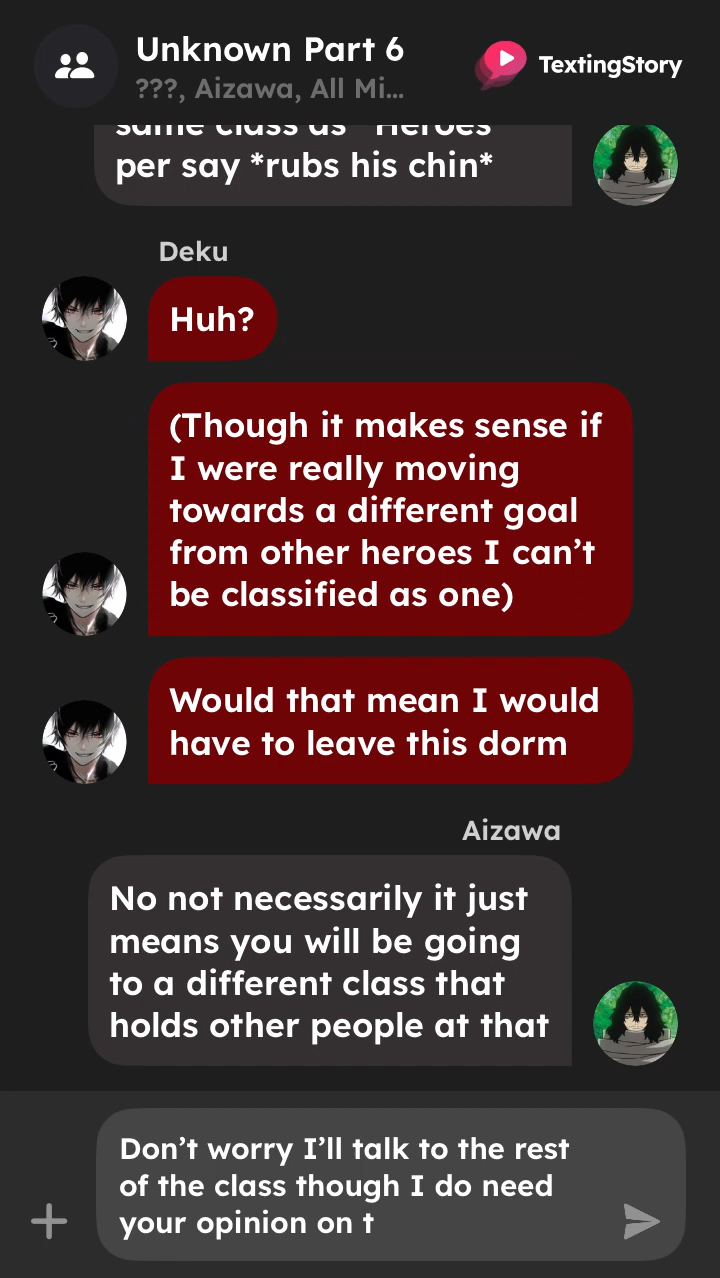 Unknown Part 6
???, Aizawa, All Mi...
TextingStory
same class as " Heroes
per say *rubs his chin*
Deku
Huh?
(Though it makes sense if
I were really moving
towards a different goal
from other heroes I can't
be classified as one)
Would that mean I would
have to leave this dorm
Aizawa
No not necessarily it just
means you will be going
to a different class that
holds other people at that
Don't worry I'll talk to the rest
of the class though I do need
your opinion on t